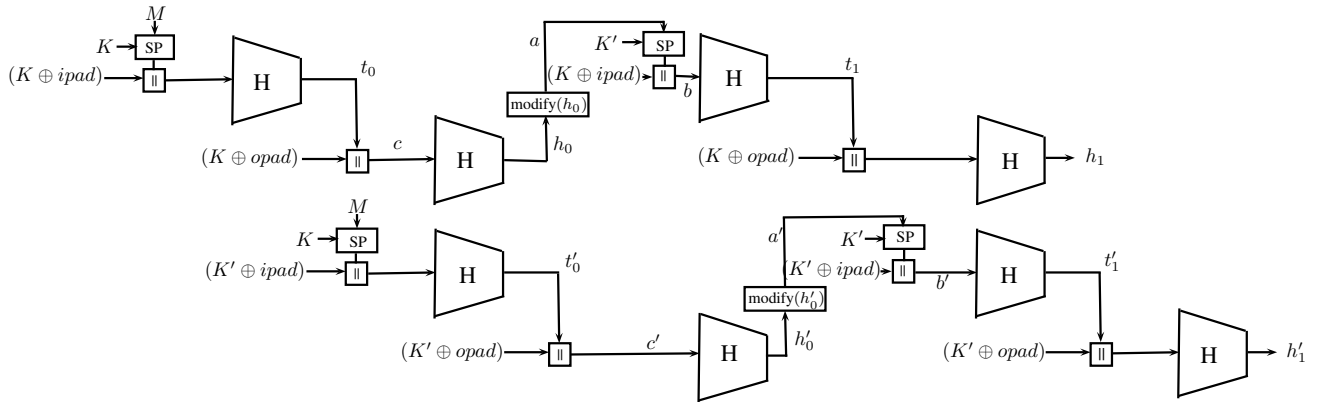 M
K SP
(K ⊕ ipad) || H t₀
(K ⊕ opad) || c H h₀
modify(h₀)
a
K′ SP
(K ⊕ ipad) || b H t₁
(K ⊕ opad) || H h₁
M
K SP
(K′ ⊕ ipad) || H t′₀
(K′ ⊕ opad) || c′ H h′₀
modify(h′₀)
a′
K′ SP
(K′ ⊕ ipad) || b′ H t′₁
(K′ ⊕ opad) || H h′₁